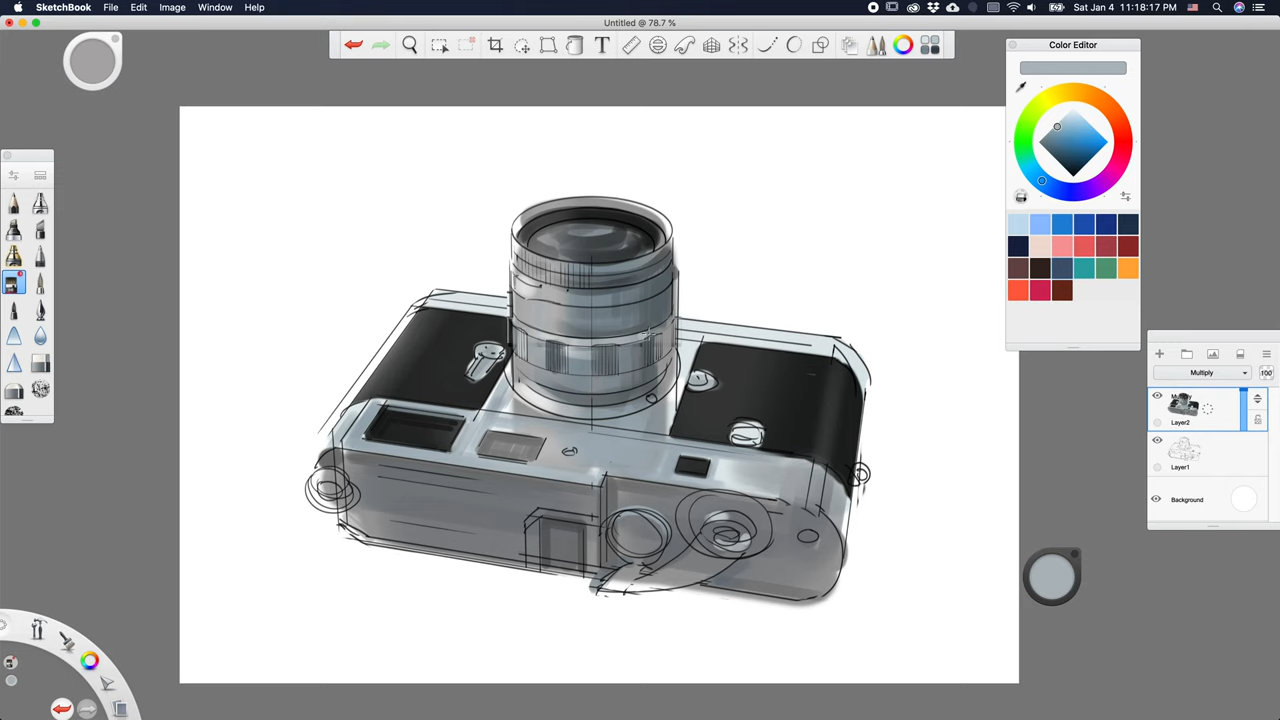 SketchBook File Edit Image Window Help
Sat Jan 4 11:18:17 PM
Untitled @ 78.7 %
Color Editor
Multiply 100
Layer2
Layer1
Background